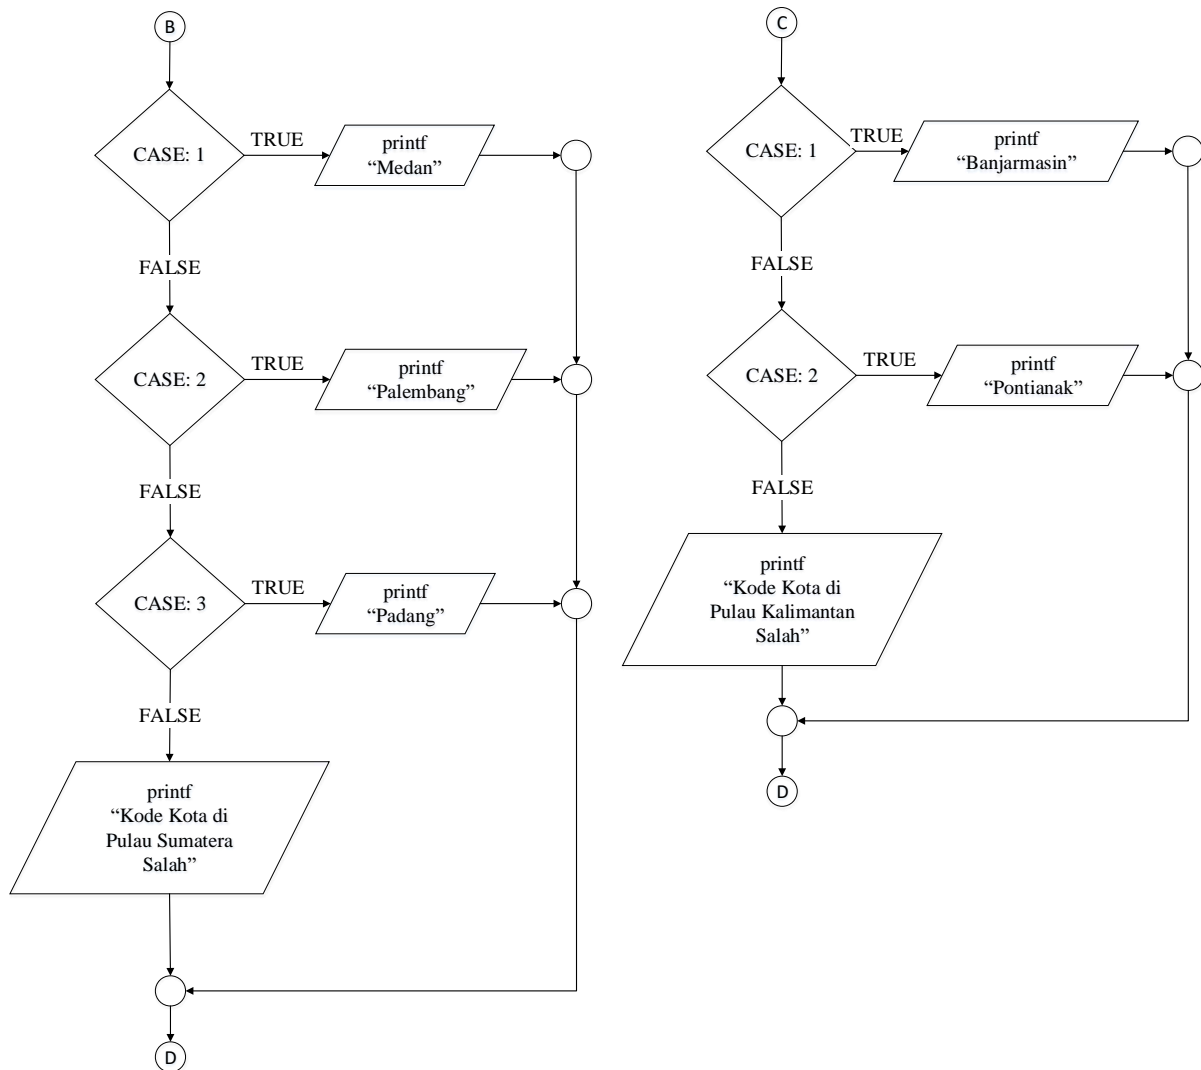 B
CASE: 1
TRUE
printf
“Medan”
FALSE
CASE: 2
TRUE
printf
“Palembang”
FALSE
CASE: 3
TRUE
printf
“Padang”
FALSE
printf
“Kode Kota di
Pulau Sumatera
Salah”
D
C
CASE: 1
TRUE
printf
“Banjarmasin”
FALSE
CASE: 2
TRUE
printf
“Pontianak”
FALSE
printf
“Kode Kota di
Pulau Kalimantan
Salah”
D